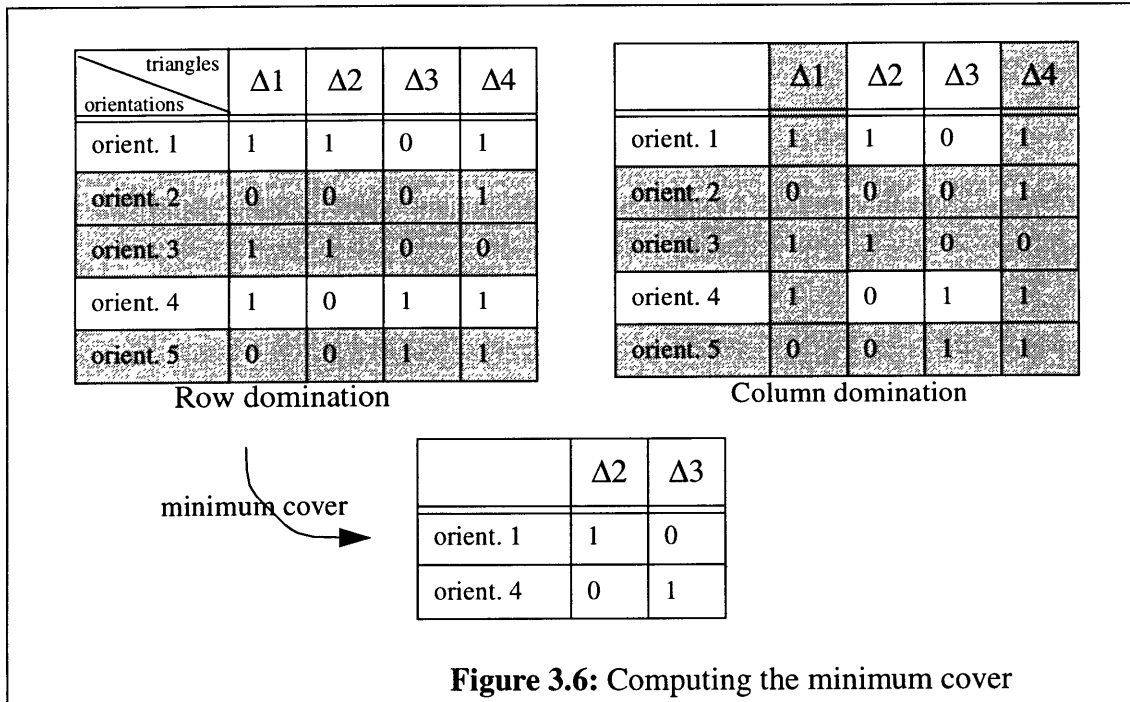 triangles
orientations Δ1 Δ2 Δ3 Δ4
orient. 1 1 1 0 1
orient. 2 0 0 0 1
orient. 3 1 1 0 0
orient. 4 1 0 1 1
orient. 5 0 0 1 1
Row domination
Δ1 Δ2 Δ3 Δ4
orient. 1 1 1 0 1
orient. 2 0 0 0 1
orient. 3 1 1 0 0
orient. 4 1 0 1 1
orient. 5 0 0 1 1
Column domination
minimum cover
Δ2 Δ3
orient. 1 1 0
orient. 4 0 1
Figure 3.6: Computing the minimum cover